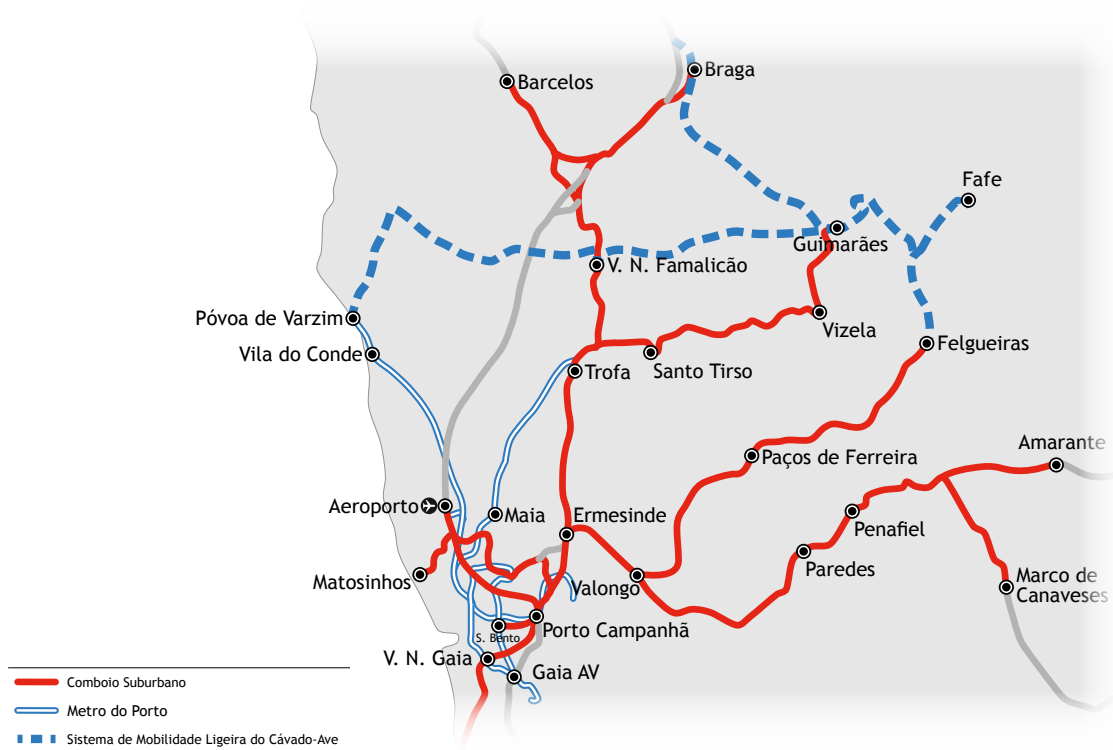 Braga
Barcelos
Fafe
Guimarães
V. N. Famalicão
Póvoa de Varzim
Vizela
Vila do Conde
Felgueiras
Trofa
Santo Tirso
Amarante
Paços de Ferreira
Aeroporto
Maia
Ermesinde
Penafiel
Paredes
Matosinhos
Valongo
Marco de
Canaveses
Porto Campanhã
S. Bento
V. N. Gaia
Gaia AV
Comboio Suburbano
Metro do Porto
Sistema de Mobilidade Ligeira do Cávado-Ave